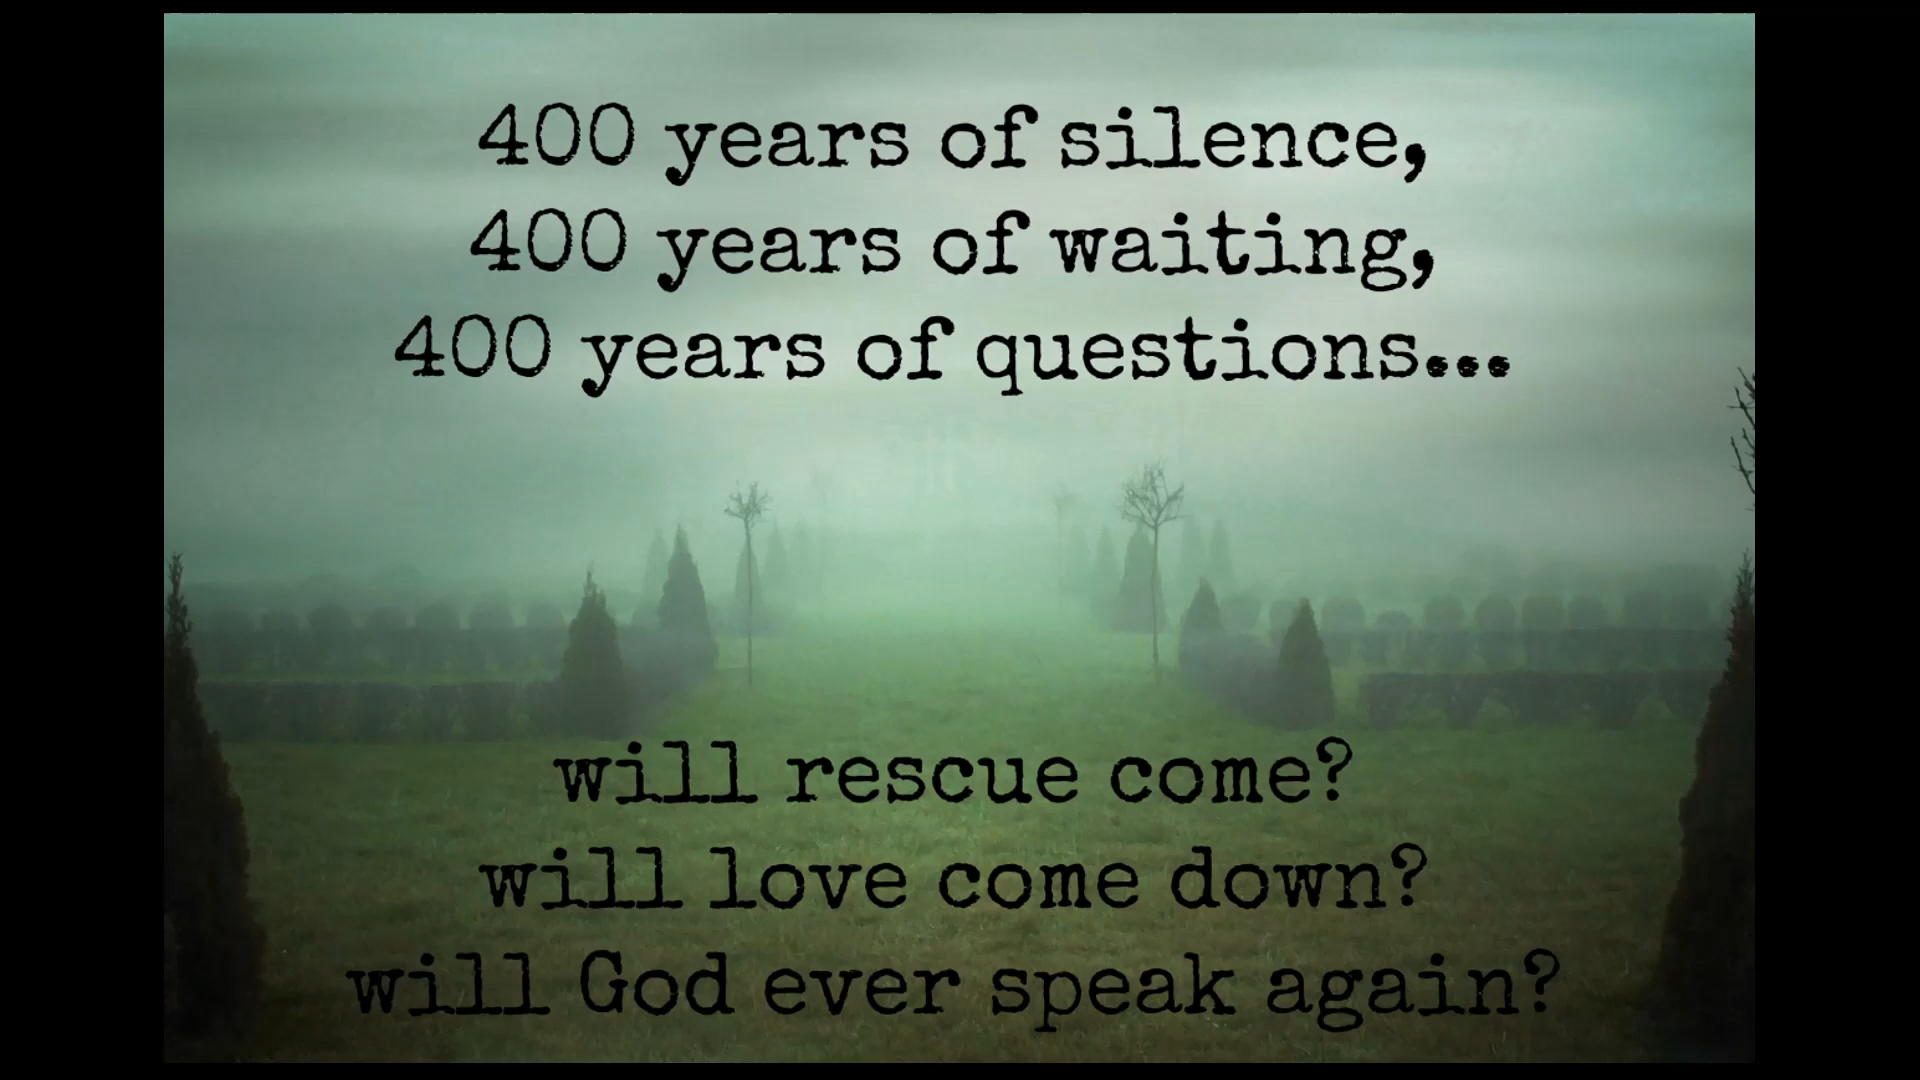 400 years of silence,
400 years of waiting,
400 years of questions...
will rescue come?
will love come down?
will God ever speak again?